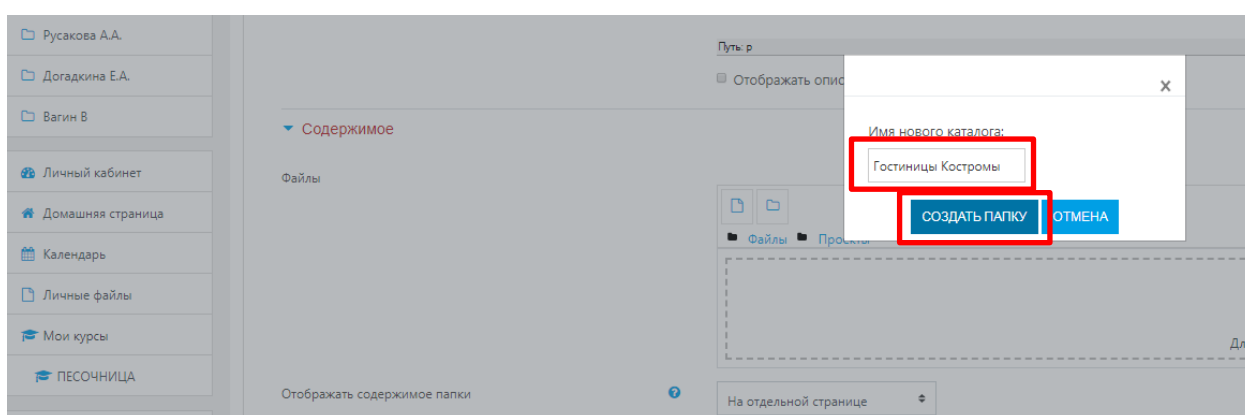 Русакова А.А.
Догадкина Е.А.
Вагин В
Личный кабинет
Домашняя страница
Календарь
Личные файлы
Мои курсы
ПЕСОЧНИЦА
Путь: p
Отображать опис
Содержимое
Файлы
Файлы Проекты
Дл
Отображать содержимое папки
На отдельной странице
×
Имя нового каталога:
Гостиницы Костромы
СОЗДАТЬ ПАПКУ ОТМЕНА